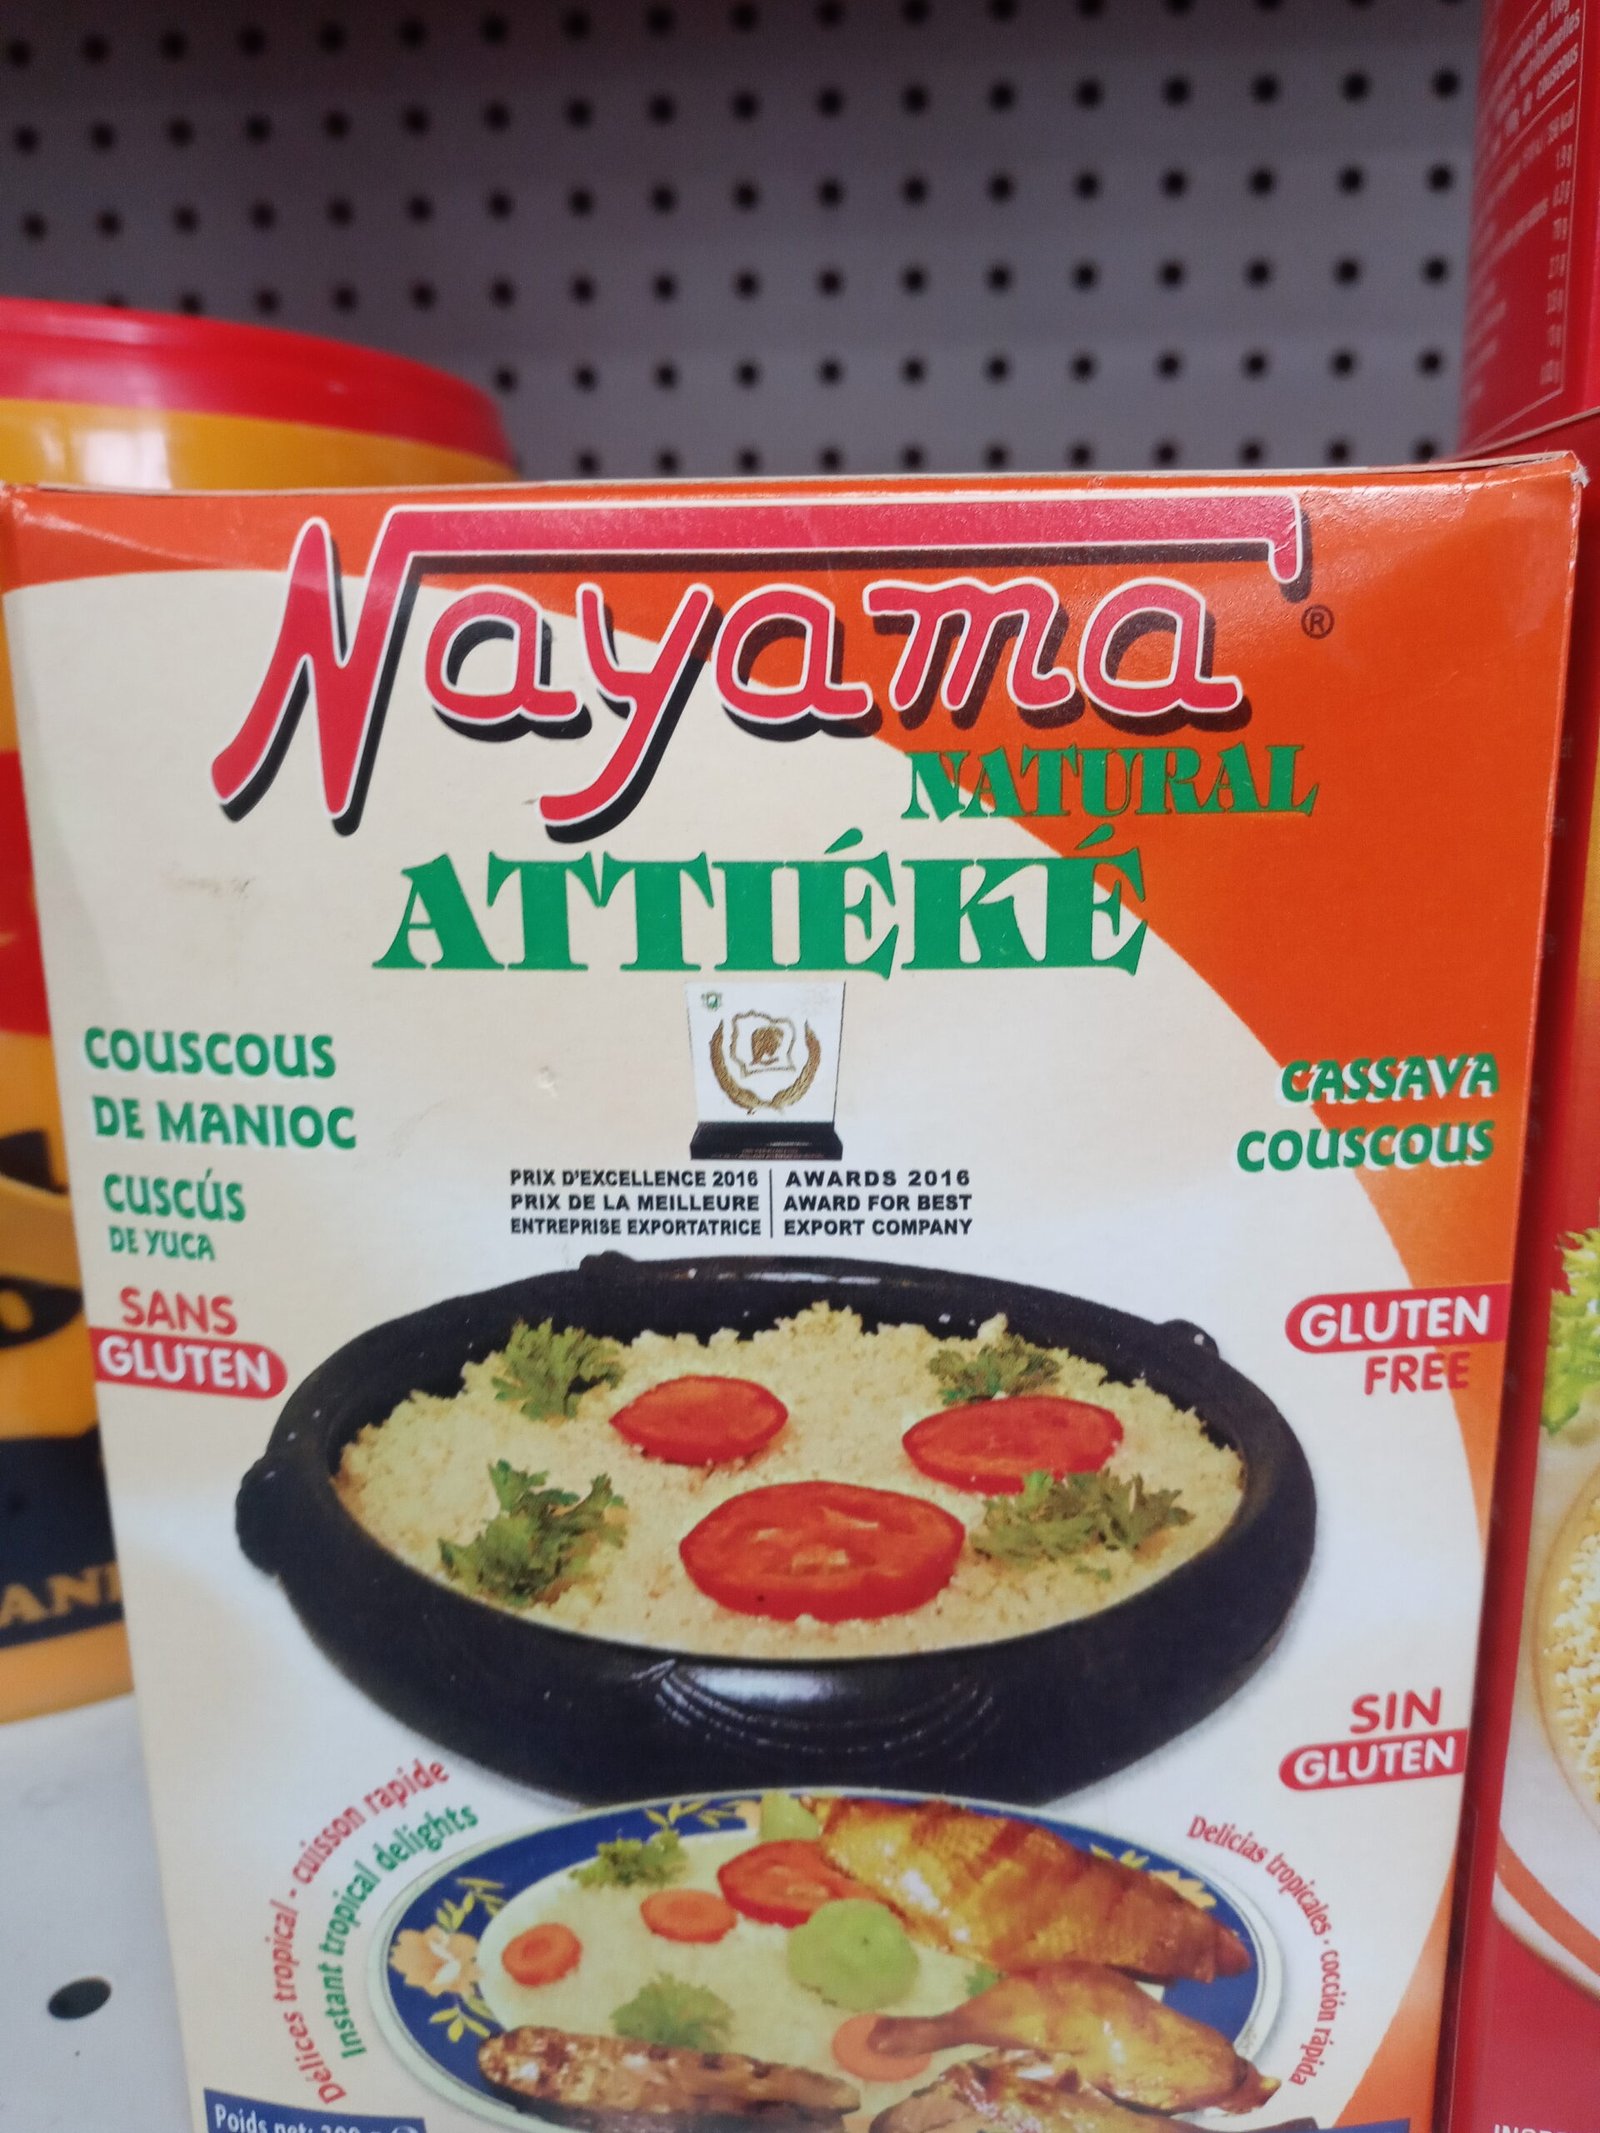 Nayama®
NATURAL
ATTIÉKÉ
COUSCOUS
DE MANIOC
CUSCÚS
DE YUCA
CASSAVA
COUSCOUS
PRIX D'EXCELLENCE 2016
PRIX DE LA MEILLEURE
ENTREPRISE EXPORTATRICE
AWARDS 2016
AWARD FOR BEST
EXPORT COMPANY
SANS
GLUTEN
GLUTEN
FREE
SIN
GLUTEN
Délices tropical - cuisson rapide
Instant tropical delights
Delicias tropicales - cocción rápida
Poids net: